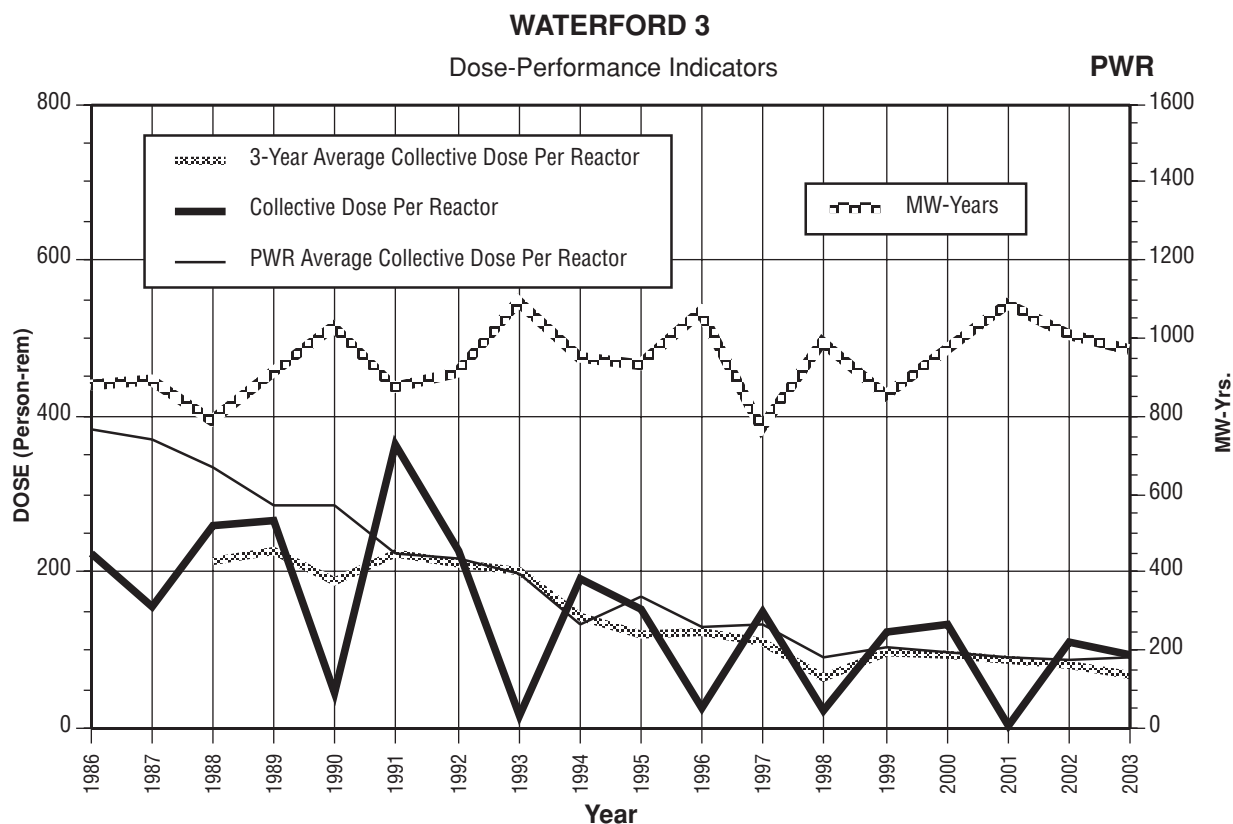 WATERFORD 3
Dose-Performance Indicators
PWR
800
600
400
200
0
DOSE (Person-rem)
3-Year Average Collective Dose Per Reactor
Collective Dose Per Reactor
PWR Average Collective Dose Per Reactor
MW-Years
1600
1400
1200
1000
800
600
400
200
0
MW-Yrs.
1986 1987 1988 1989 1990 1991 1992 1993 1994 1995 1996 1997 1998 1999 2000 2001 2002 2003
Year